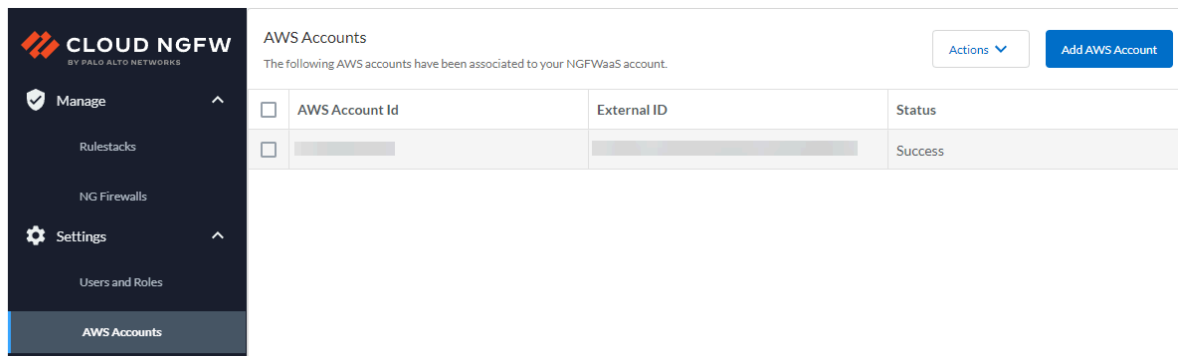 CLOUD NGFW
BY PALO ALTO NETWORKS
Manage
Rulestacks
NG Firewalls
Settings
Users and Roles
AWS Accounts
AWS Accounts
The following AWS accounts have been associated to your NGFWaaS account.
Actions
Add AWS Account
AWS Account Id External ID Status
Success